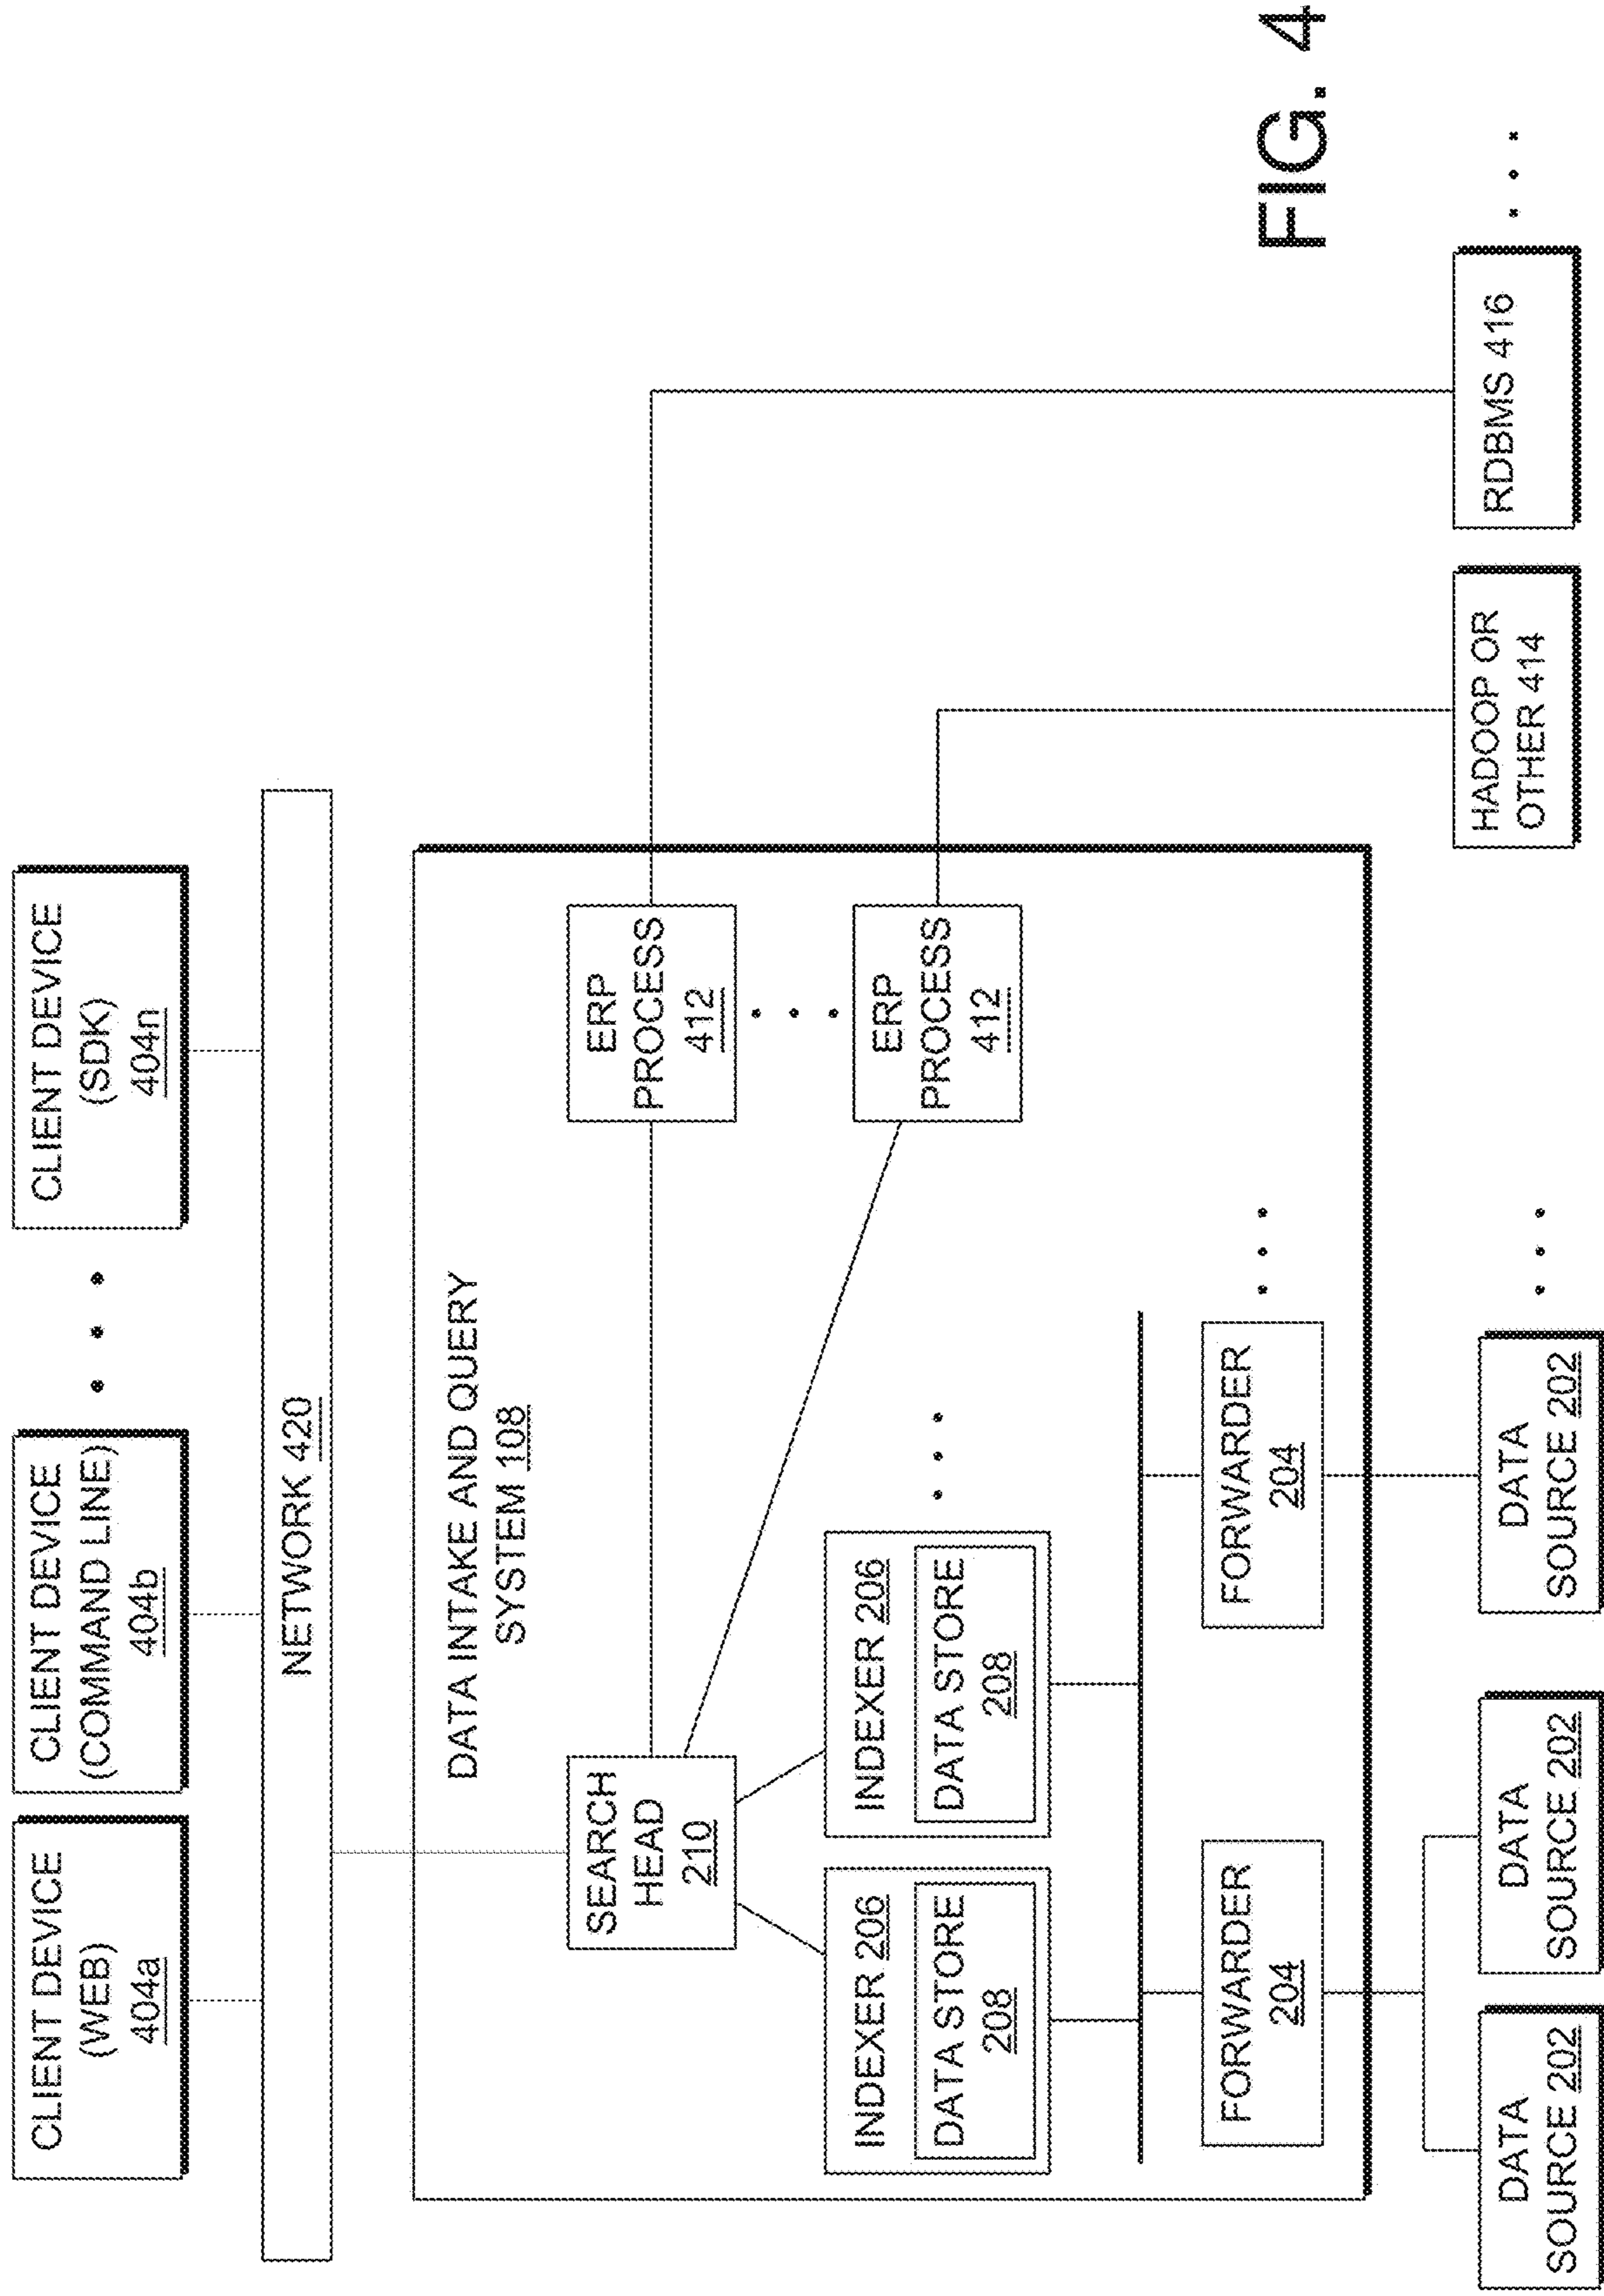 CLIENT DEVICE
(WEB)
404a
CLIENT DEVICE
(COMMAND LINE)
404b
CLIENT DEVICE
(SDK)
404n
NETWORK 420
DATA INTAKE AND QUERY
SYSTEM 108
SEARCH
HEAD
210
ERP
PROCESS
412
INDEXER 206
DATA STORE
208
INDEXER 206
DATA STORE
208
ERP
PROCESS
412
FORWARDER
204
FORWARDER
204
DATA
SOURCE 202
DATA
SOURCE 202
DATA
SOURCE 202
HADOOP OR
OTHER 414
RDBMS 416
FIG. 4